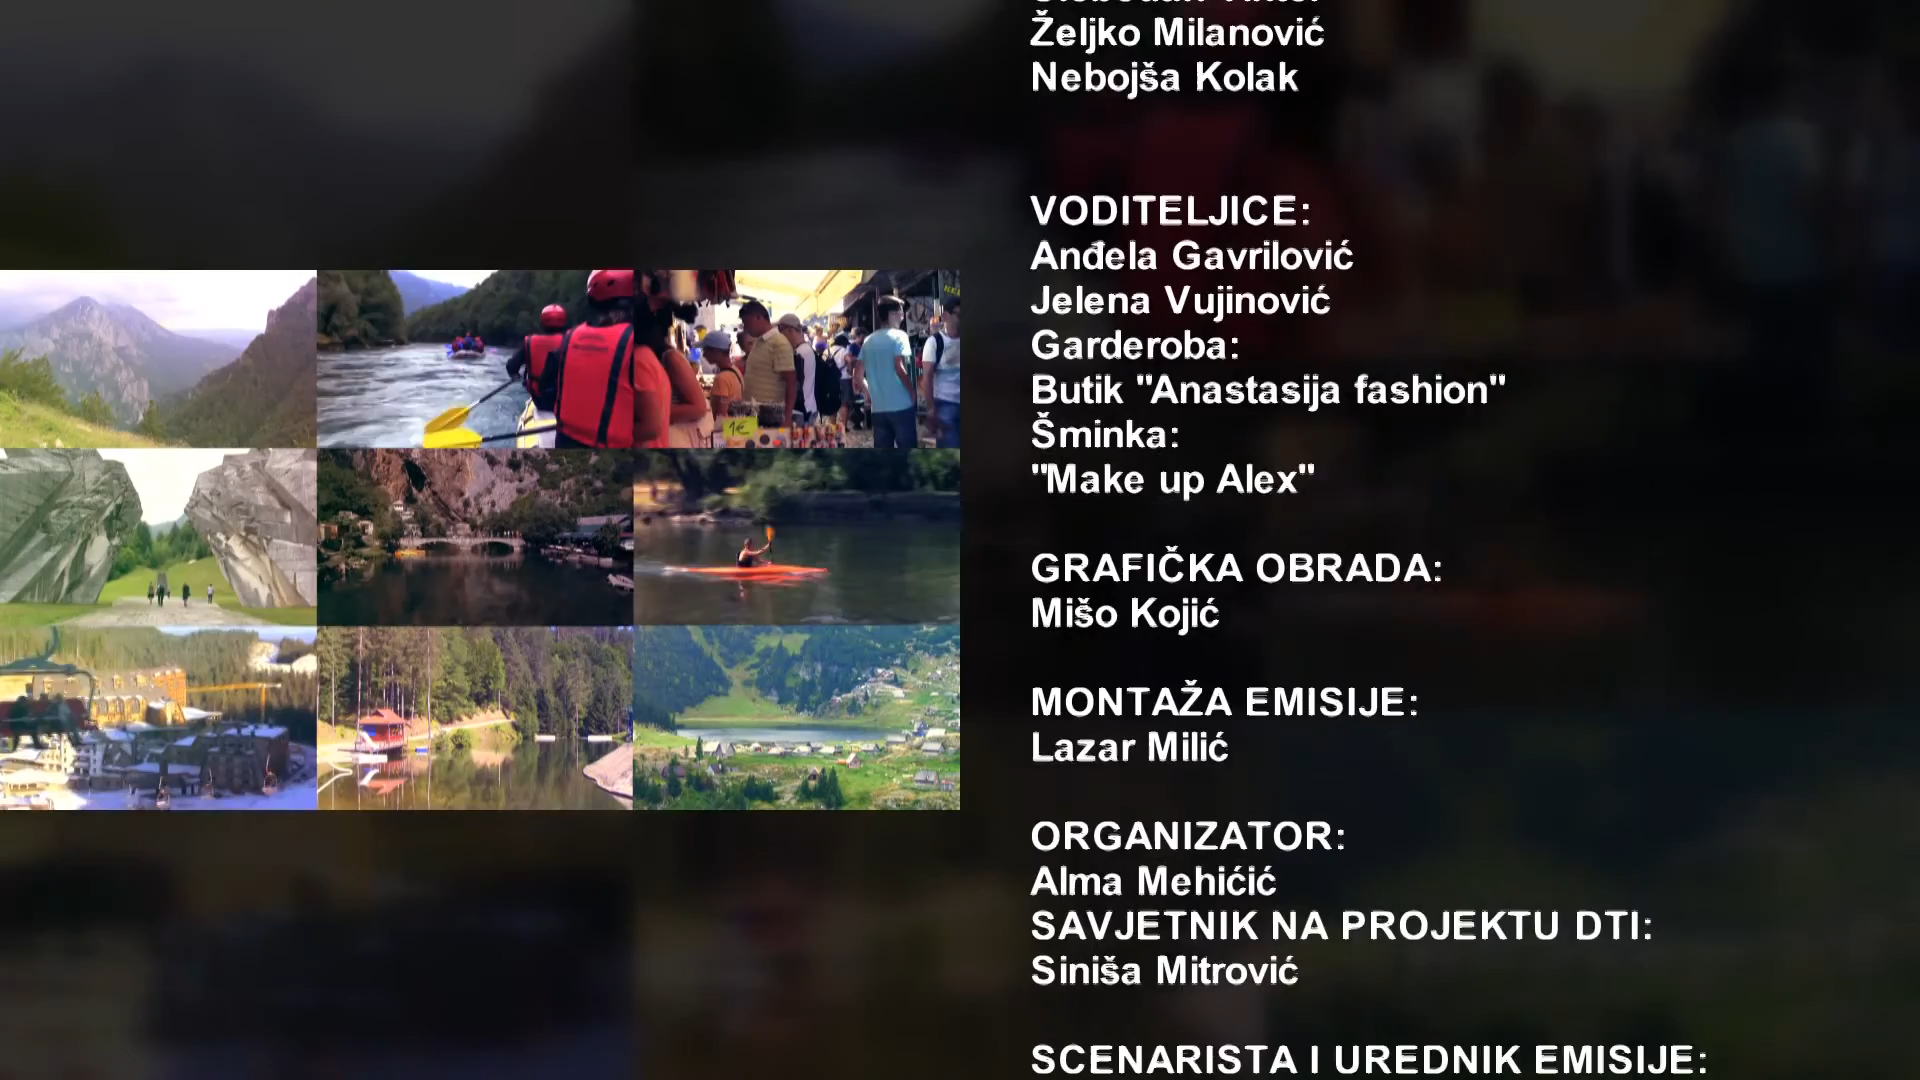 Željko Milanović
Nebojša Kolak
VODITELJICE:
Anđela Gavrilović
Jelena Vujinović
Garderoba:
Butik "Anastasija fashion"
Šminka:
"Make up Alex"
GRAFIČKA OBRADA:
Mišo Kojić
MONTAŽA EMISIJE:
Lazar Milić
ORGANIZATOR:
Alma Mehićić
SAVJETNIK NA PROJEKTU DTI:
Siniša Mitrović
SCENARISTA I UREDNIK EMISIJE:
1€